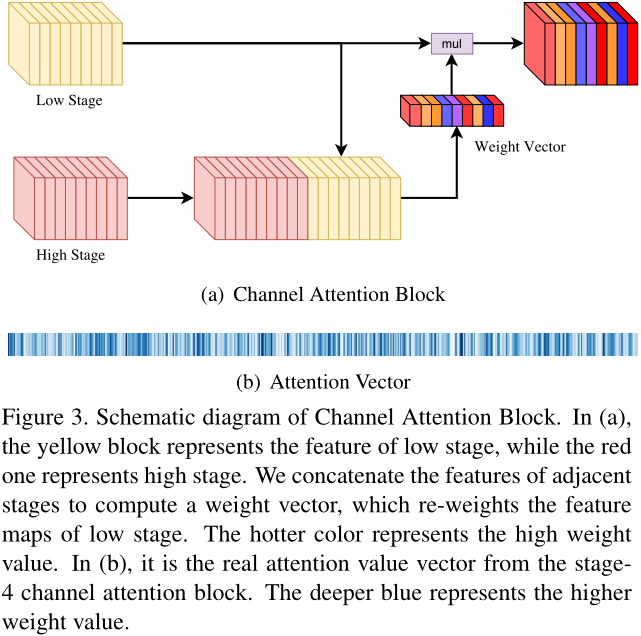 mul
Low Stage
Weight Vector
High Stage
(a) Channel Attention Block
(b) Attention Vector
Figure 3. Schematic diagram of Channel Attention Block. In (a),
the yellow block represents the feature of low stage, while the red
one represents high stage. We concatenate the features of adjacent
stages to compute a weight vector, which re-weights the feature
maps of low stage. The hotter color represents the high weight
value. In (b), it is the real attention value vector from the stage-
4 channel attention block. The deeper blue represents the higher
weight value.